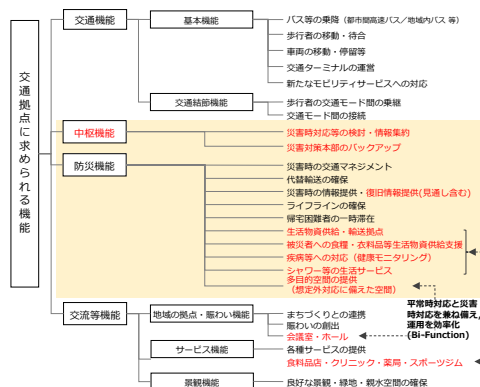 交通拠点に求められる機能
交通機能
基本機能
バス等の乗降（都市間高速バス／地域内バス 等）
歩行者の移動・待合
車両の移動・停留等
交通ターミナルの運営
新たなモビリティサービスへの対応
交通結節機能
歩行者の交通モード間の乗継
交通モード間の接続
中枢機能
災害時対応等の検討・情報集約
災害対策本部のバックアップ
防災機能
災害時の交通マネジメント
代替輸送の確保
災害時の情報提供・復旧情報(見通し含む)
ライフラインの確保
帰宅困難者の一時滞在
生活物資供給・輸送拠点
被災者への食糧・衣料品等生活物資供給支援
疾病等への対応（健康モニタリング）
シャワー等の生活サービス
多目的空間の提供
（想定外対応に備えた空間）
平常時対応と災害
時対応を兼ね備え,
運用を効率化
(Bi-Function)
交流等機能
地域の拠点・賑わい機能
まちづくりとの連携
賑わいの創出
会議室・ホール
サービス機能
各種サービスの提供
食料品店・クリニック・薬局・スポーツジム
景観機能
良好な景観・緑地・親水空間の確保